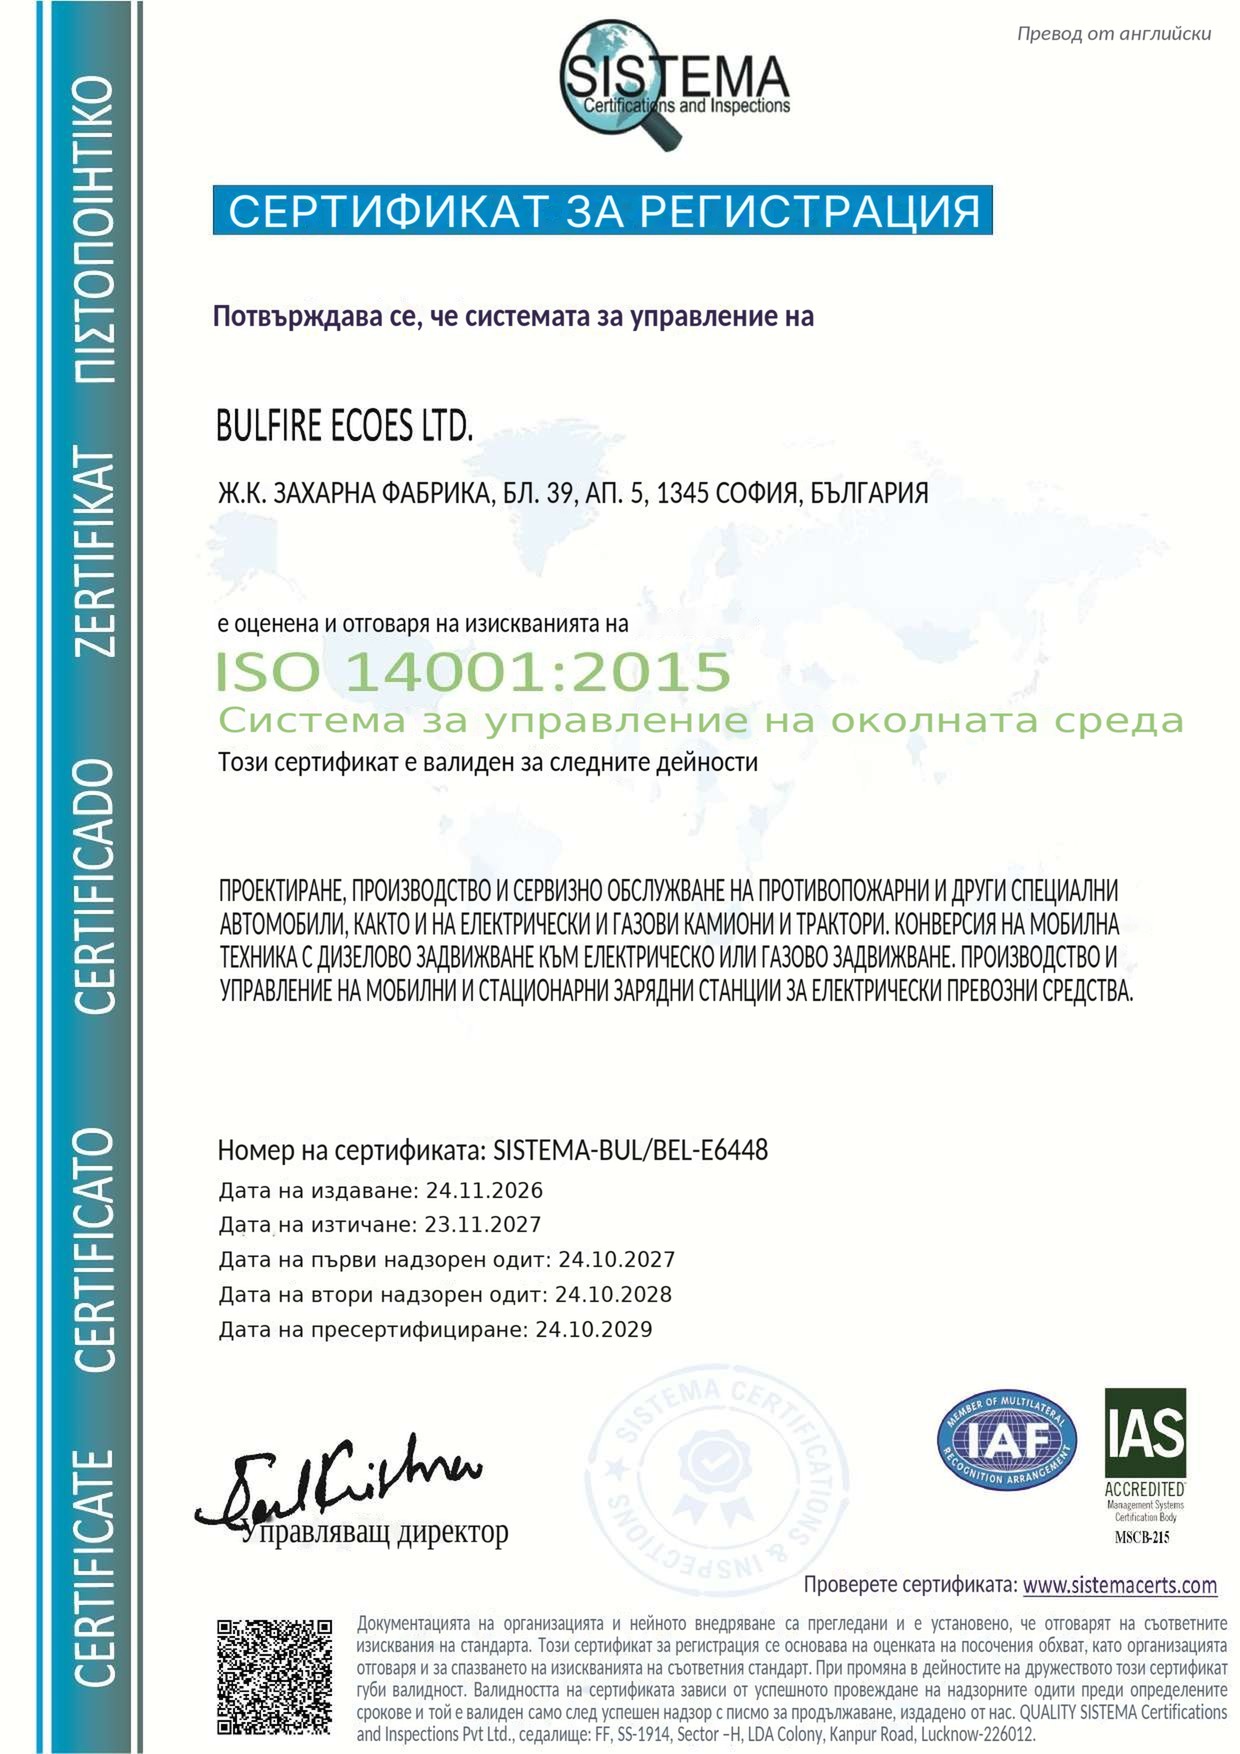 Превод от английски
SISTEMA
Certifications and Inspections
СЕРТИФИКАТ ЗА РЕГИСТРАЦИЯ
Потвърждава се, че системата за управление на
BULFIRE ECOES LTD.
Ж.К. ЗАХАРНА ФАБРИКА, БЛ. 39, АП. 5, 1345 СОФИЯ, БЪЛГАРИЯ
е оценена и отговаря на изискванията на
ISO 14001:2015
Система за управление на околната среда
Този сертификат е валиден за следните дейности
ПРОЕКТИРАНЕ, ПРОИЗВОДСТВО И СЕРВИЗНО ОБСЛУЖВАНЕ НА ПРОТИВОПОЖАРНИ И ДРУГИ СПЕЦИАЛНИ
АВТОМОБИЛИ, КАКТО И НА ЕЛЕКТРИЧЕСКИ И ГАЗОВИ КАМИОНИ И ТРАКТОРИ. КОНВЕРСИЯ НА МОБИЛНА
ТЕХНИКА С ДИЗЕЛОВО ЗАДВИЖВАНЕ КЪМ ЕЛЕКТРИЧЕСКО ИЛИ ГАЗОВО ЗАДВИЖВАНЕ. ПРОИЗВОДСТВО И
УПРАВЛЕНИЕ НА МОБИЛНИ И СТАЦИОНАРНИ ЗАРЯДНИ СТАНЦИИ ЗА ЕЛЕКТРИЧЕСКИ ПРЕВОЗНИ СРЕДСТВА.
Номер на сертификата: SISTEMA-BUL/BEL-E6448
Дата на издаване: 24.11.2026
Дата на изтичане: 23.11.2027
Дата на първи надзорен одит: 24.10.2027
Дата на втори надзорен одит: 24.10.2028
Дата на пресертифициране: 24.10.2029
Управляващ директор
SISTEMA CERTIFICATIONS & INSPECTIONS
MEMBER OF MULTILATERAL
IAF
RECOGNITION ARRANGEMENT
IAS
ACCREDITED
Management Systems
Certification Body
MSCB-215
Проверете сертификата: www.sistemacerts.com
Документацията на организацията и нейното внедряване са прегледани и е установено, че отговарят на съответните
изисквания на стандарта. Този сертификат за регистрация се основава на оценката на посочения обхват, като организацията
отговаря и за спазването на изискванията на съответния стандарт. При промяна в дейностите на дружеството този сертификат
губи валидност. Валидността на сертификата зависи от успешното провеждане на надзорните одити преди определените
срокове и той е валиден само след успешен надзор с писмо за продължаване, издадено от нас. QUALITY SISTEMA Certifications
and Inspections Pvt Ltd., седалище: FF, SS-1914, Sector –H, LDA Colony, Kanpur Road, Lucknow-226012.
CERTIFICATE CERTIFICATO CERTIFICADO ZERTIFIKAT ΠΙΣΤΟΠΟΙΗΤΙΚΟ